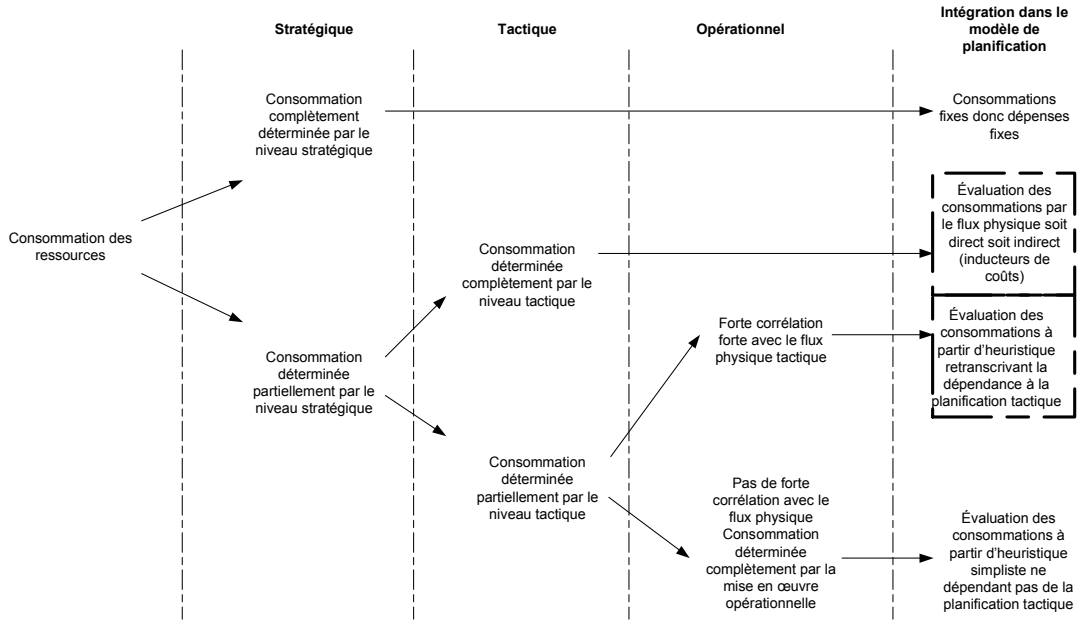 Stratégique
Tactique
Opérationnel
Intégration dans le
modèle de
planification
Consommation
complètement
déterminée par le
niveau stratégique
Consommations
fixes donc dépenses
fixes
Consommation des
ressources
Consommation
déterminée
complètement par le
niveau tactique
Évaluation des
consommations par
le flux physique soit
direct soit indirect
(inducteurs de
coûts)
Consommation
déterminée
partiellement par le
niveau stratégique
Forte corrélation
forte avec le flux
physique tactique
Évaluation des
consommations à
partir d'heuristique
retranscrivant la
dépendance à la
planification tactique
Consommation
déterminée
partiellement par le
niveau tactique
Pas de forte
corrélation avec le
flux physique
Consommation
déterminée
complètement par la
mise en œuvre
opérationnelle
Évaluation des
consommations à
partir d'heuristique
simpliste ne
dépendant pas de la
planification tactique